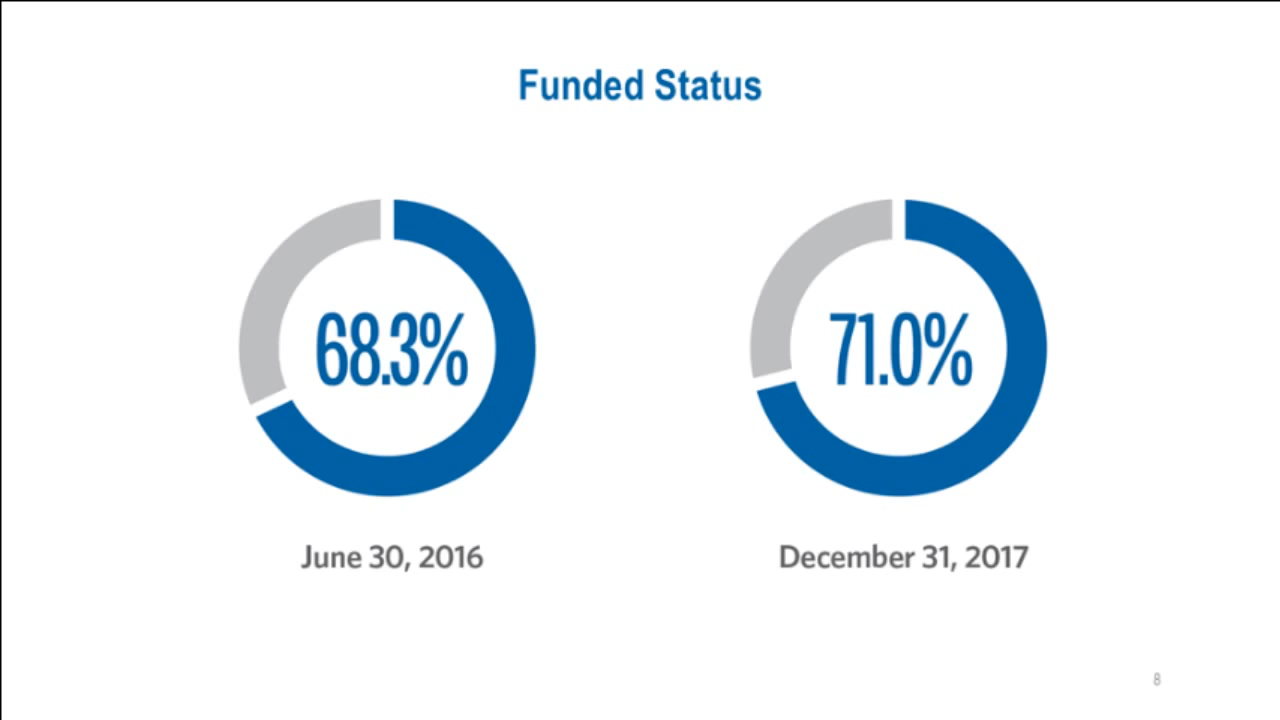 Funded Status
68.3%
71.0%
June 30, 2016
December 31, 2017
8